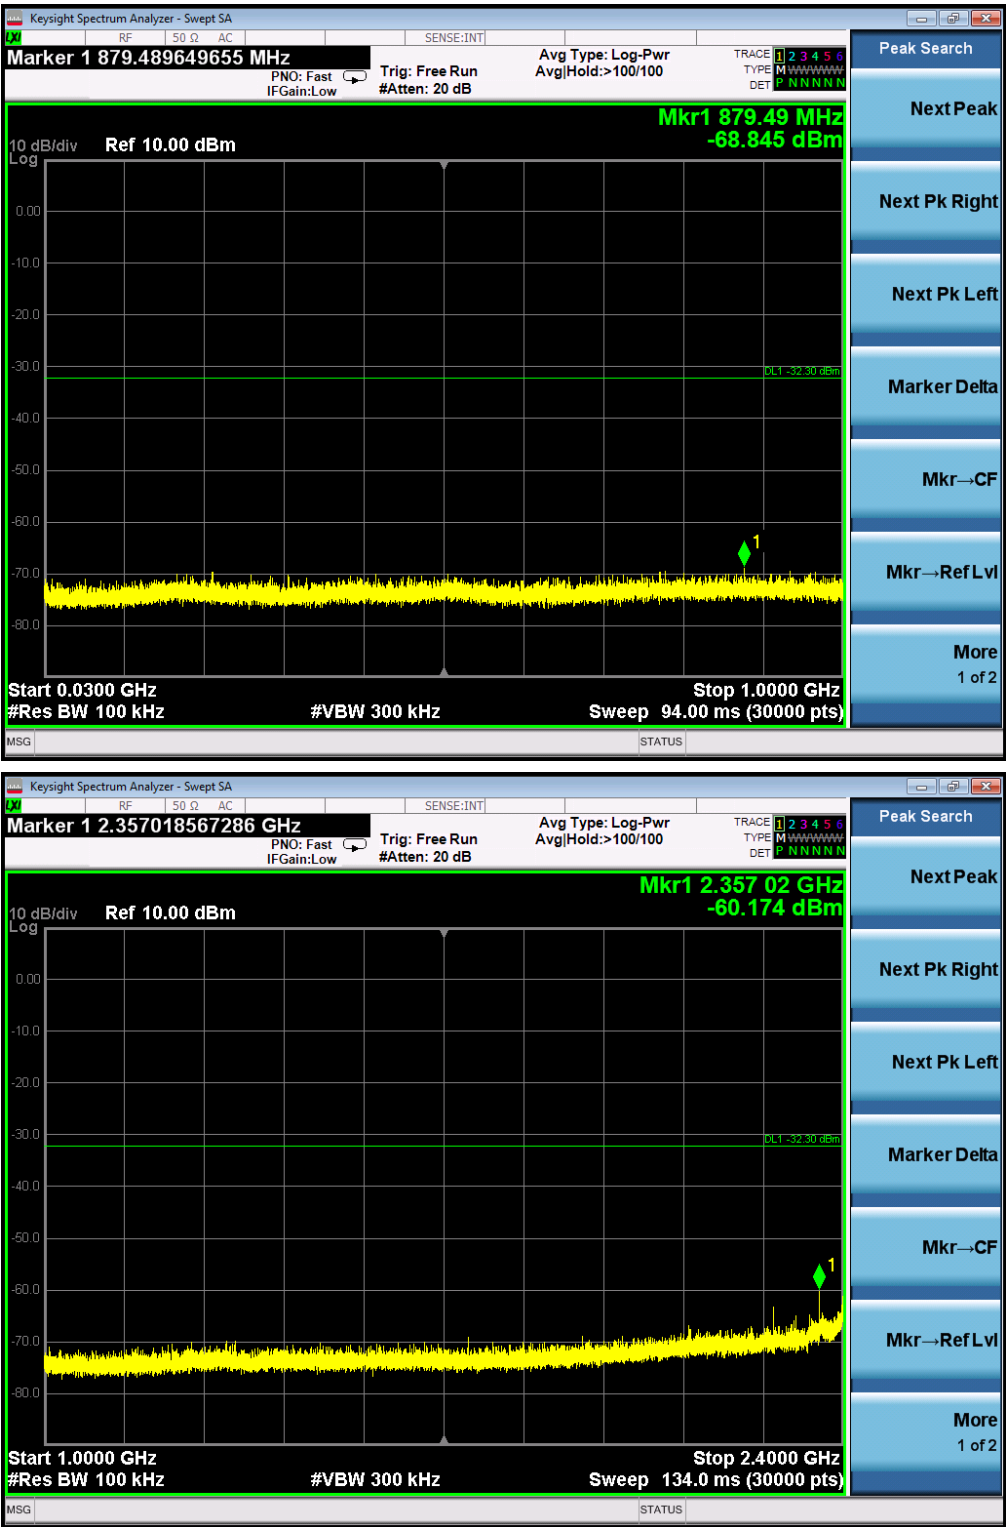 Keysight Spectrum Analyzer - Swept SA
LXI RF 50 Ω AC SENSE:INT
Marker 1 879.489649655 MHz
PNO: Fast
IFGain:Low
Trig: Free Run
#Atten: 20 dB
Avg Type: Log-Pwr
Avg|Hold:>100/100
TRACE 1 2 3 4 5 6
TYPE M WWWWW
DET P N N N N N
Mkr1 879.49 MHz
-68.845 dBm
10 dB/div
Log
Ref 10.00 dBm
0.00
-10.0
-20.0
-30.0
DL1 -32.30 dBm
-40.0
-50.0
-60.0
1
-70.0
-80.0
Start 0.0300 GHz
Stop 1.0000 GHz
#Res BW 100 kHz
#VBW 300 kHz
Sweep 94.00 ms (30000 pts)
MSG
STATUS
Peak Search
Next Peak
Next Pk Right
Next Pk Left
Marker Delta
Mkr→CF
Mkr→Ref Lvl
More
1 of 2
Keysight Spectrum Analyzer - Swept SA
LXI RF 50 Ω AC SENSE:INT
Marker 1 2.357018567286 GHz
PNO: Fast
IFGain:Low
Trig: Free Run
#Atten: 20 dB
Avg Type: Log-Pwr
Avg|Hold:>100/100
TRACE 1 2 3 4 5 6
TYPE M WWWWW
DET P N N N N N
Mkr1 2.357 02 GHz
-60.174 dBm
10 dB/div
Log
Ref 10.00 dBm
0.00
-10.0
-20.0
-30.0
DL1 -32.30 dBm
-40.0
-50.0
1
-60.0
-70.0
-80.0
Start 1.0000 GHz
Stop 2.4000 GHz
#Res BW 100 kHz
#VBW 300 kHz
Sweep 134.0 ms (30000 pts)
MSG
STATUS
Peak Search
Next Peak
Next Pk Right
Next Pk Left
Marker Delta
Mkr→CF
Mkr→Ref Lvl
More
1 of 2